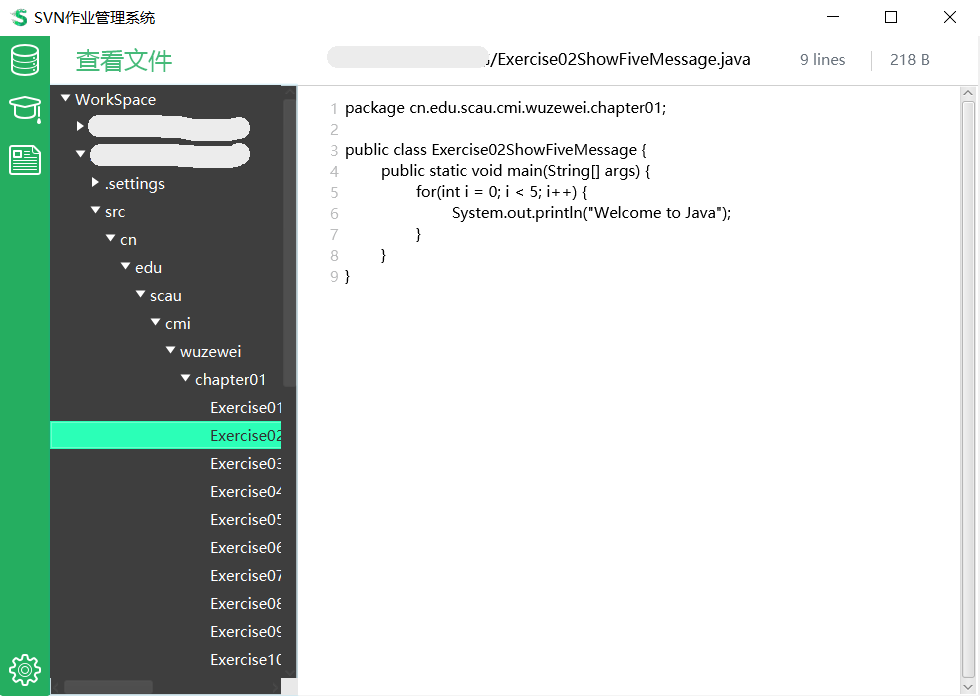 SVN作业管理系统
查看文件
/Exercise02ShowFiveMessage.java
9 lines
218 B
WorkSpace
.settings
src
cn
edu
scau
cmi
wuzewei
chapter01
Exercise01
Exercise02
Exercise03
Exercise04
Exercise05
Exercise06
Exercise07
Exercise08
Exercise09
Exercise10
1 package cn.edu.scau.cmi.wuzewei.chapter01;
2
3 public class Exercise02ShowFiveMessage {
4 public static void main(String[] args) {
5 for(int i = 0; i < 5; i++) {
6 System.out.println("Welcome to Java");
7 }
8 }
9 }